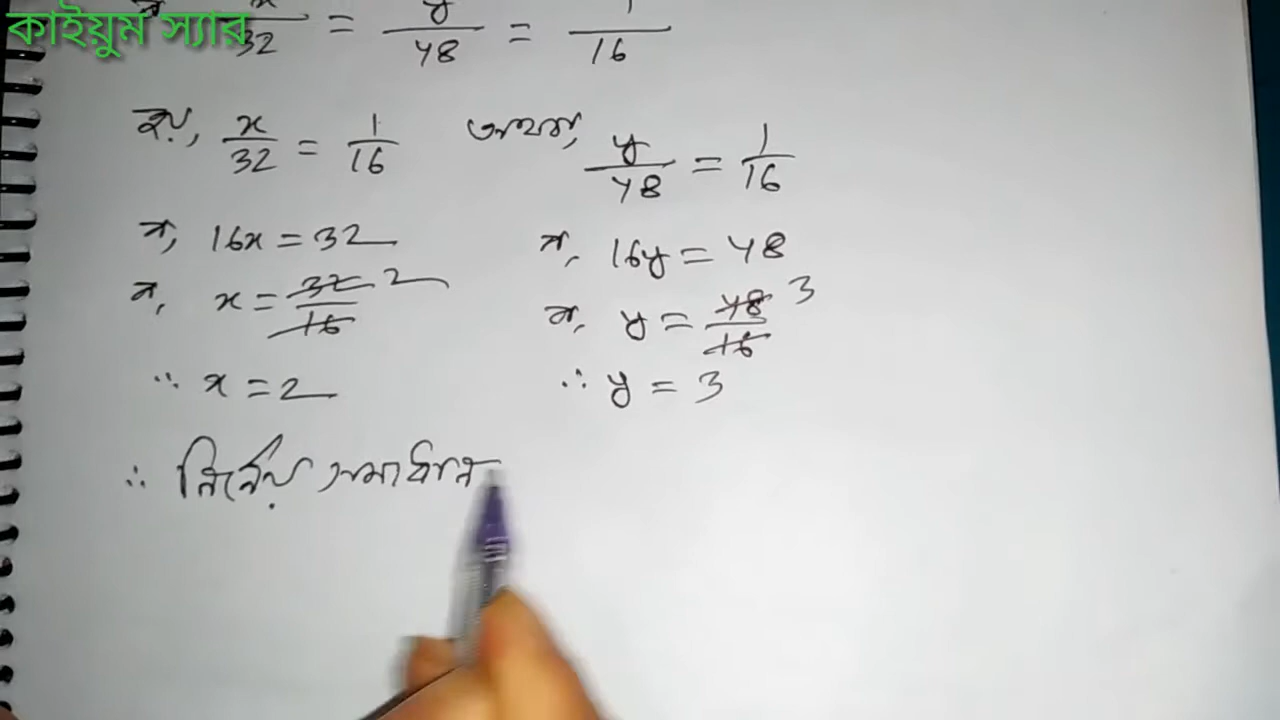 কাইয়ুম স্যার
x/32 = y/48 = 1/16
হয়, x/32 = 1/16 অথবা, y/48 = 1/16
বা, 16x = 32 বা, 16y = 48
বা, x = 32/16 2 বা, y = 48/16 3
∴ x = 2 ∴ y = 3
∴ নির্ণেয় সমাধান